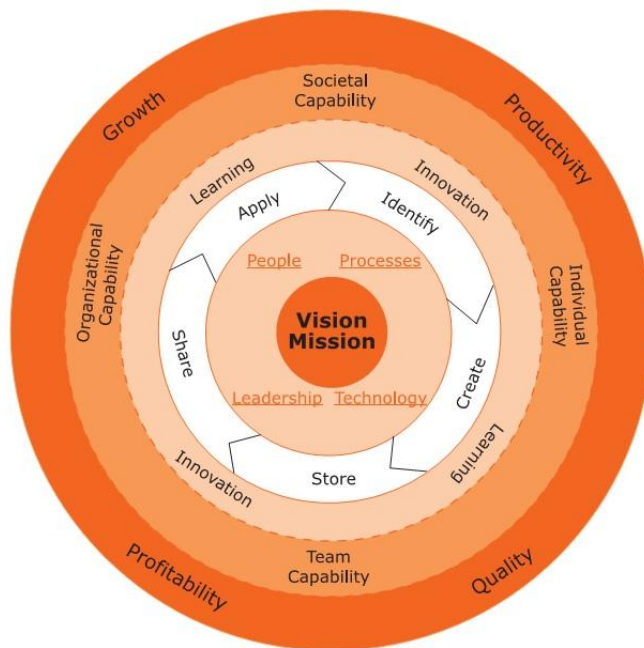 Societal
Capability
Growth
Productivity
Learning
Innovation
Apply
Identify
People
Processes
Organizational
Capability
Individual
Capability
Vision
Mission
Share
Create
Leadership
Technology
Innovation
Learning
Store
Team
Capability
Profitability
Quality